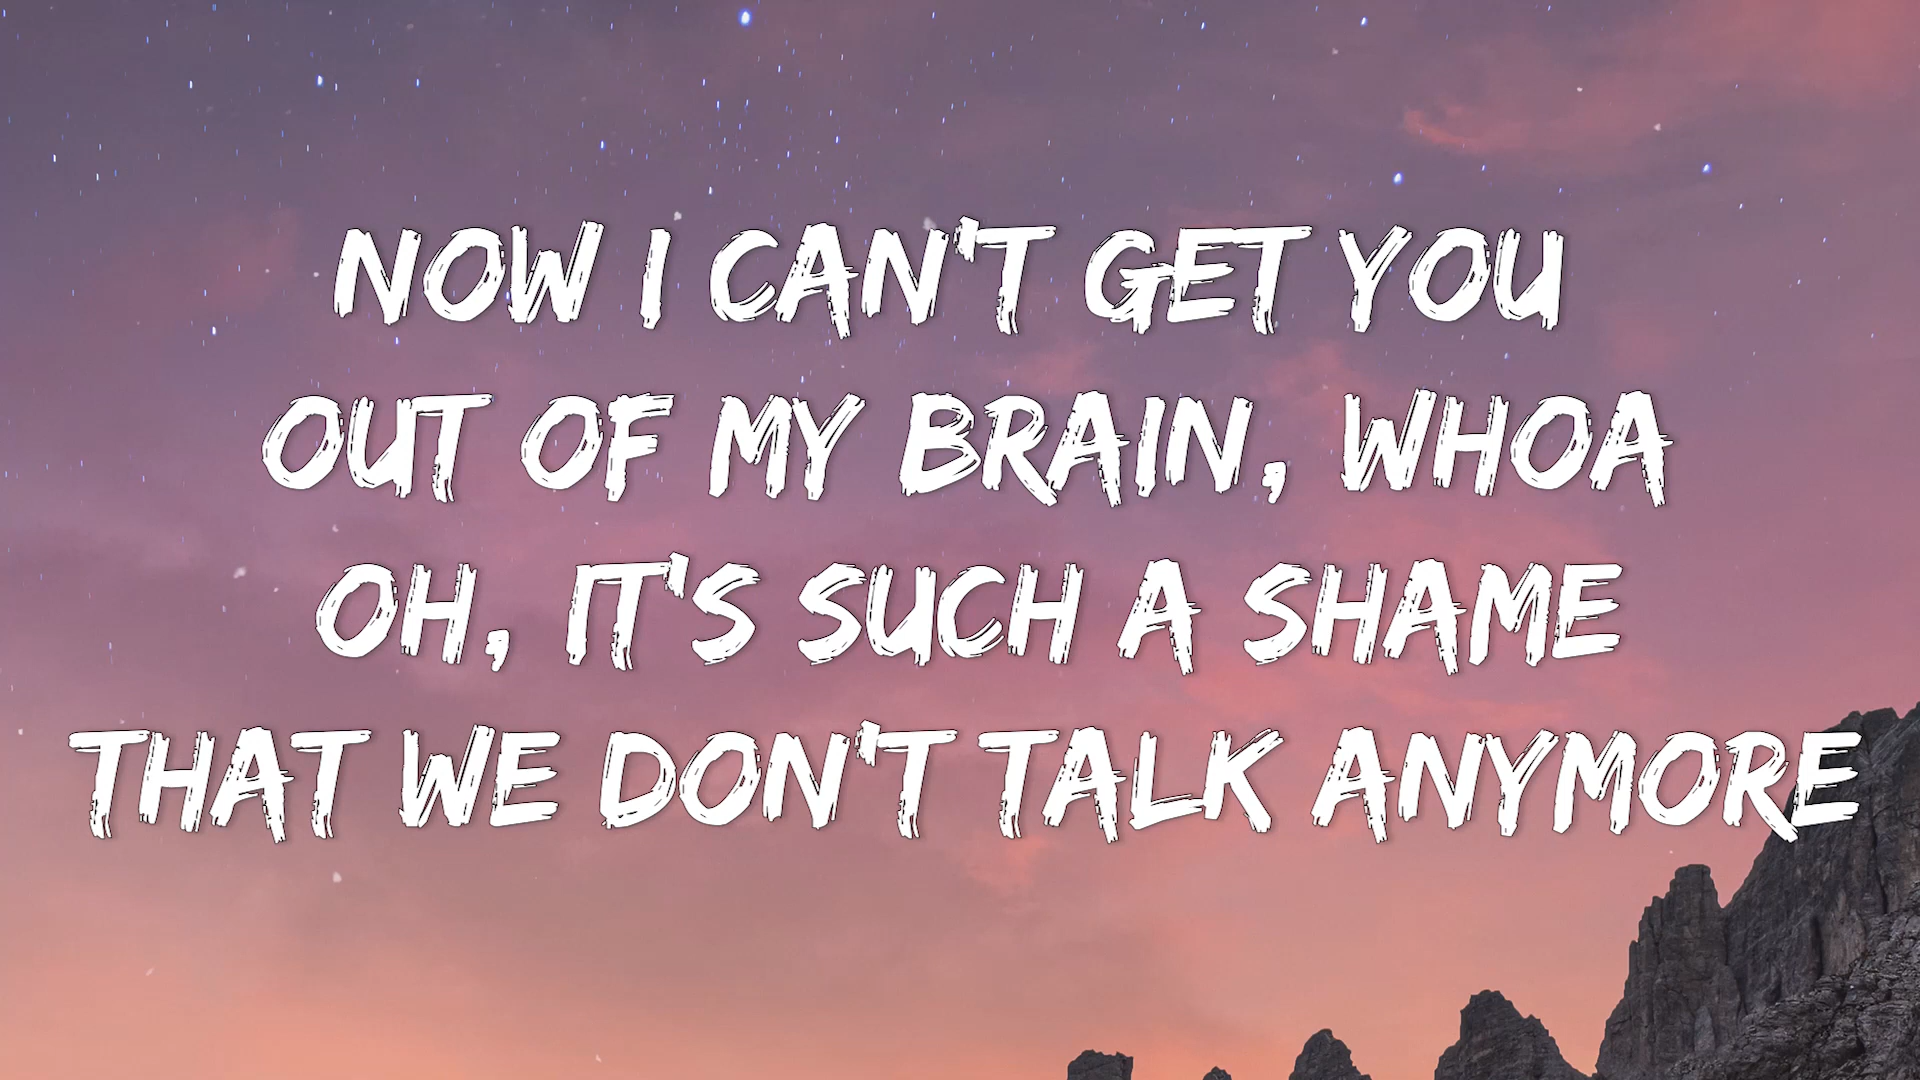 NOW I CAN'T GET YOU
OUT OF MY BRAIN, WHOA
OH, IT'S SUCH A SHAME
THAT WE DON'T TALK ANYMORE